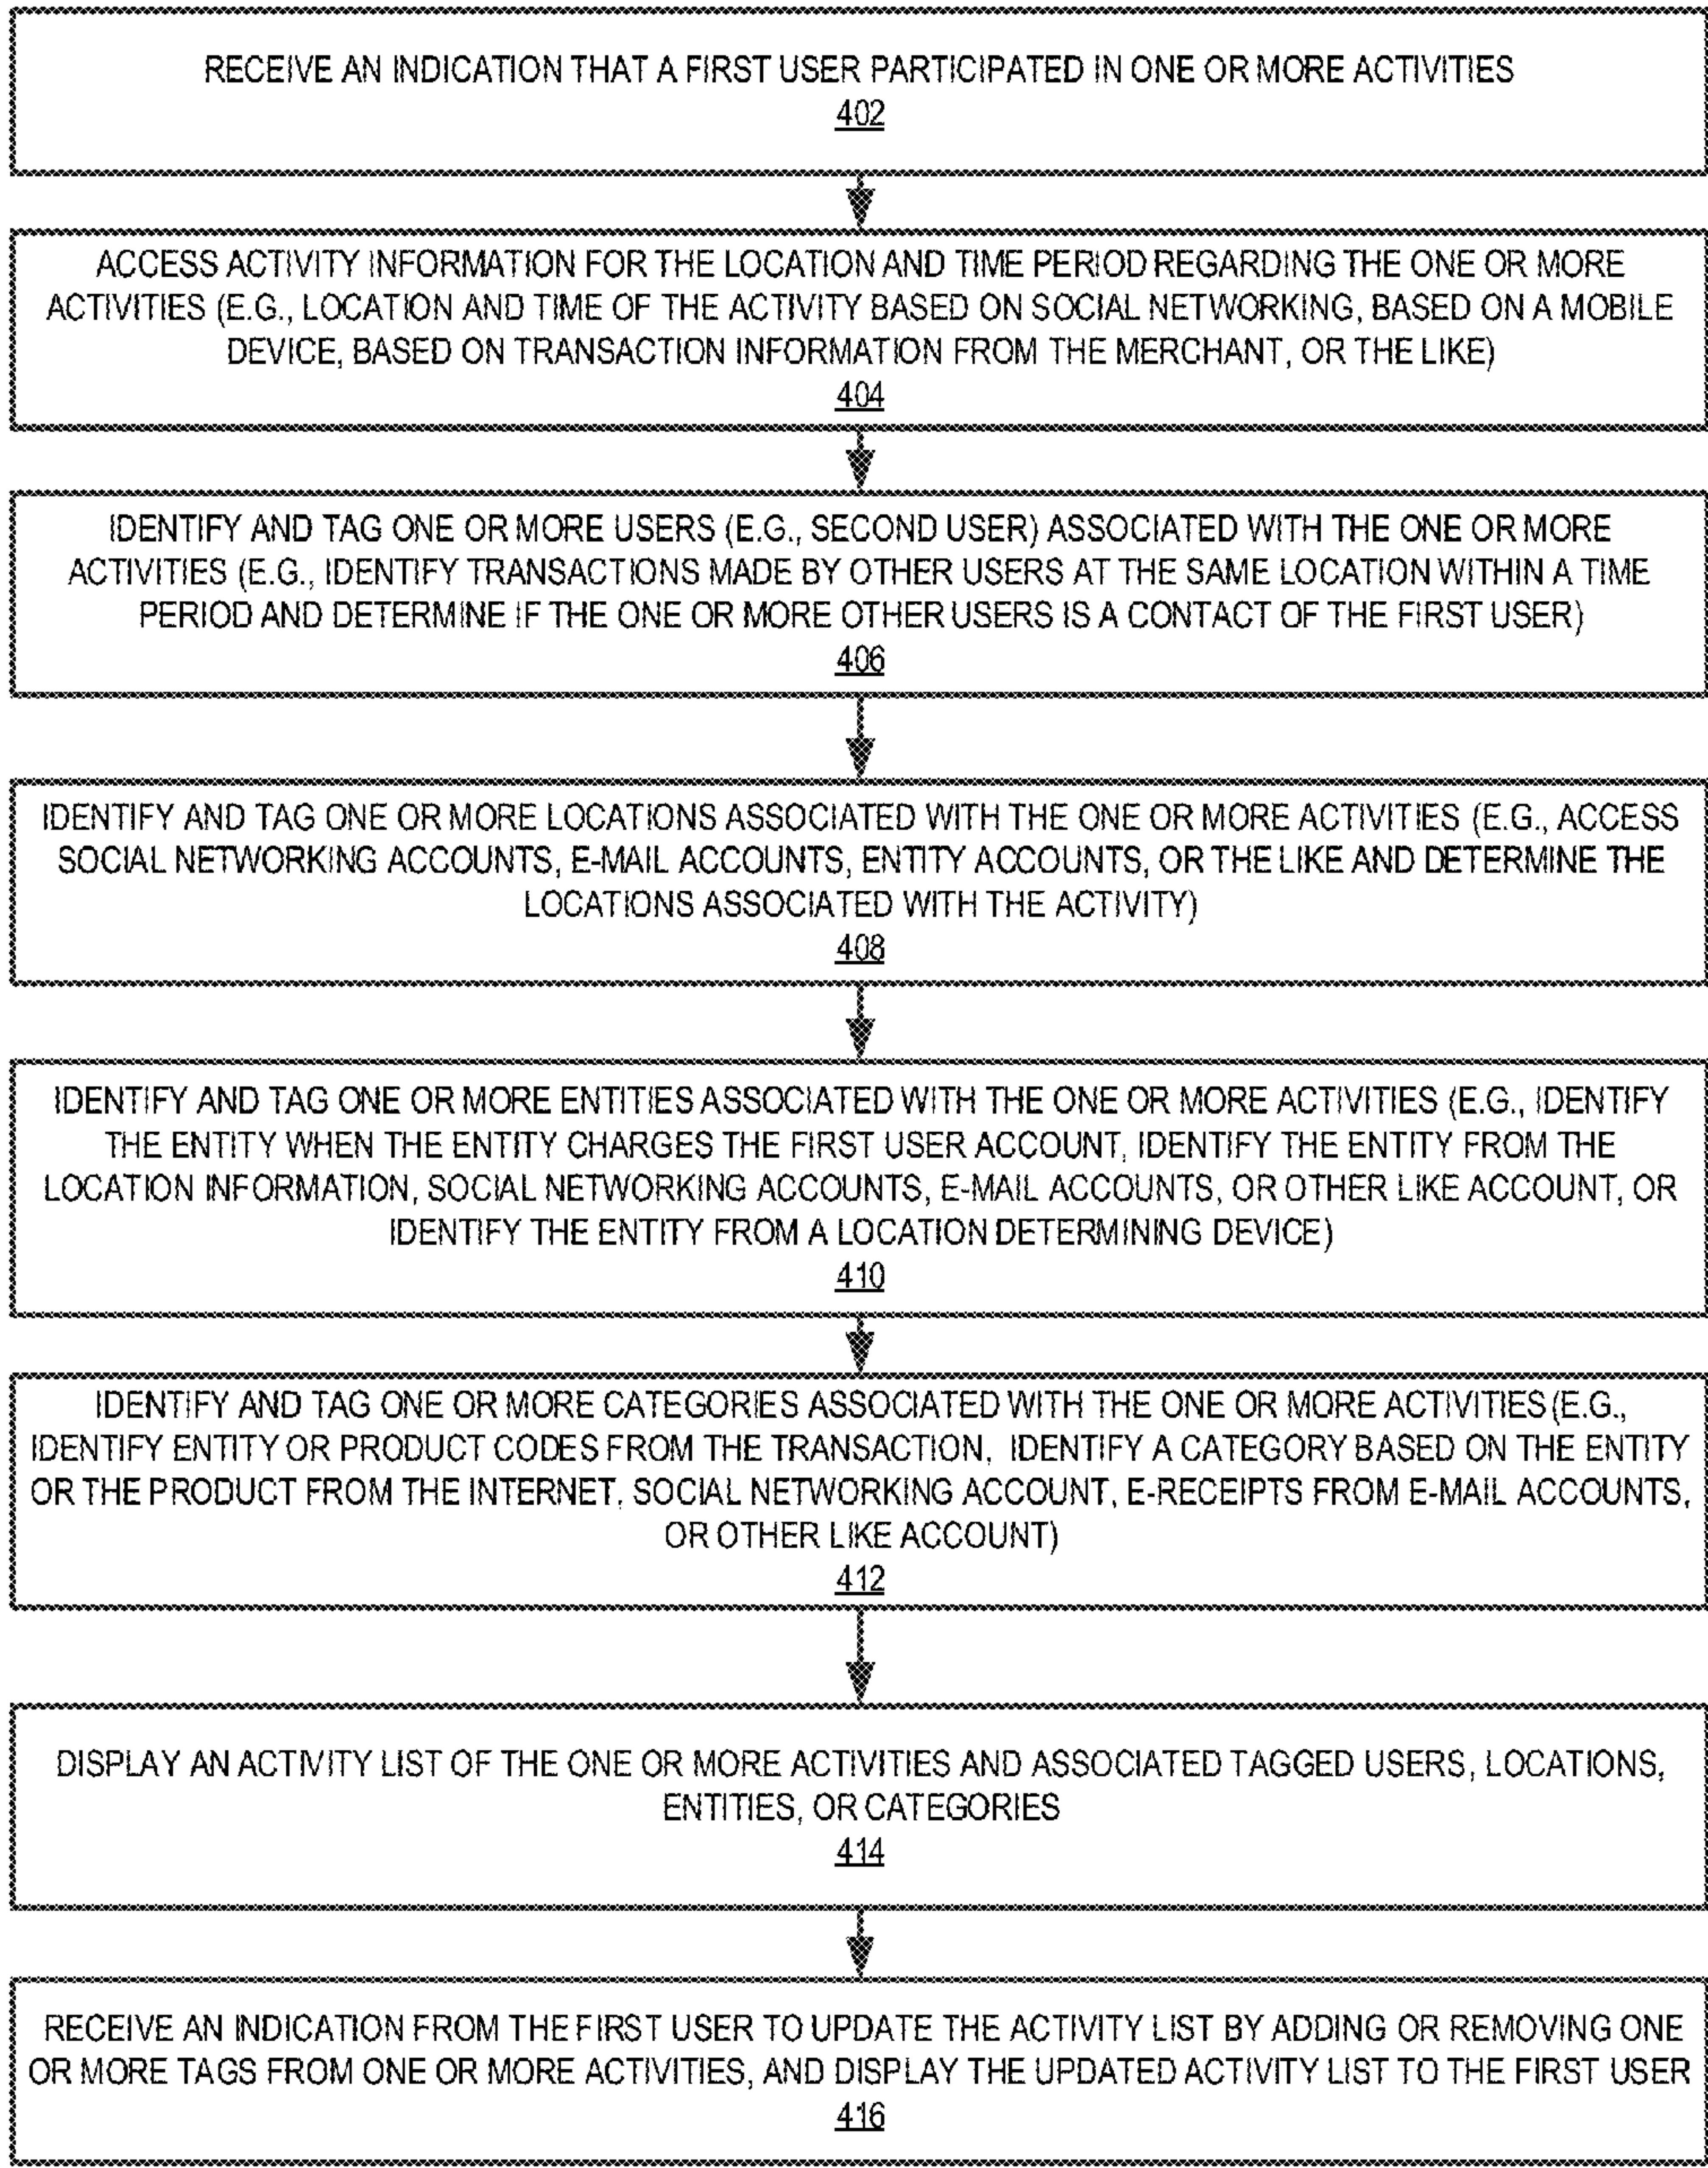 RECEIVE AN INDICATION THAT A FIRST USER PARTICIPATED IN ONE OR MORE ACTIVITIES
402
ACCESS ACTIVITY INFORMATION FOR THE LOCATION AND TIME PERIOD REGARDING THE ONE OR MORE
ACTIVITIES (E.G., LOCATION AND TIME OF THE ACTIVITY BASED ON SOCIAL NETWORKING, BASED ON A MOBILE
DEVICE, BASED ON TRANSACTION INFORMATION FROM THE MERCHANT, OR THE LIKE)
404
IDENTIFY AND TAG ONE OR MORE USERS (E.G., SECOND USER) ASSOCIATED WITH THE ONE OR MORE
ACTIVITIES (E.G., IDENTIFY TRANSACTIONS MADE BY OTHER USERS AT THE SAME LOCATION WITHIN A TIME
PERIOD AND DETERMINE IF THE ONE OR MORE OTHER USERS IS A CONTACT OF THE FIRST USER)
406
IDENTIFY AND TAG ONE OR MORE LOCATIONS ASSOCIATED WITH THE ONE OR MORE ACTIVITIES (E.G., ACCESS
SOCIAL NETWORKING ACCOUNTS, E-MAIL ACCOUNTS, ENTITY ACCOUNTS, OR THE LIKE AND DETERMINE THE
LOCATIONS ASSOCIATED WITH THE ACTIVITY)
408
IDENTIFY AND TAG ONE OR MORE ENTITIES ASSOCIATED WITH THE ONE OR MORE ACTIVITIES (E.G., IDENTIFY
THE ENTITY WHEN THE ENTITY CHARGES THE FIRST USER ACCOUNT, IDENTIFY THE ENTITY FROM THE
LOCATION INFORMATION, SOCIAL NETWORKING ACCOUNTS, E-MAIL ACCOUNTS, OR OTHER LIKE ACCOUNT, OR
IDENTIFY THE ENTITY FROM A LOCATION DETERMINING DEVICE)
410
IDENTIFY AND TAG ONE OR MORE CATEGORIES ASSOCIATED WITH THE ONE OR MORE ACTIVITIES (E.G.,
IDENTIFY ENTITY OR PRODUCT CODES FROM THE TRANSACTION, IDENTIFY A CATEGORY BASED ON THE ENTITY
OR THE PRODUCT FROM THE INTERNET, SOCIAL NETWORKING ACCOUNT, E-RECEIPTS FROM E-MAIL ACCOUNTS,
OR OTHER LIKE ACCOUNT)
412
DISPLAY AN ACTIVITY LIST OF THE ONE OR MORE ACTIVITIES AND ASSOCIATED TAGGED USERS, LOCATIONS,
ENTITIES, OR CATEGORIES
414
RECEIVE AN INDICATION FROM THE FIRST USER TO UPDATE THE ACTIVITY LIST BY ADDING OR REMOVING ONE
OR MORE TAGS FROM ONE OR MORE ACTIVITIES, AND DISPLAY THE UPDATED ACTIVITY LIST TO THE FIRST USER
416